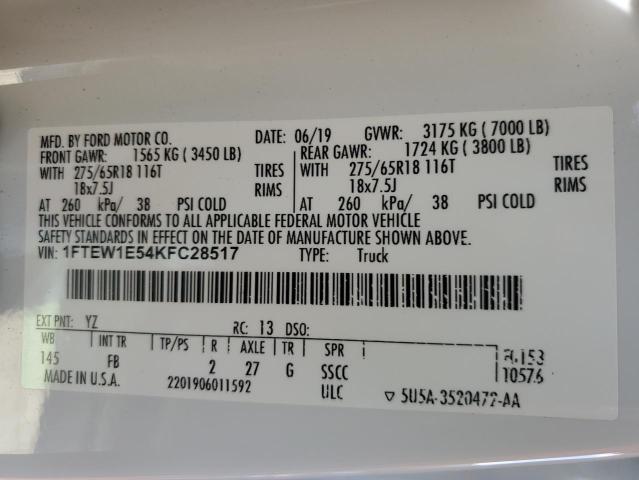 MFD. BY FORD MOTOR CO. DATE: 06/19 GVWR: 3175 KG ( 7000 LB)
FRONT GAWR: 1565 KG ( 3450 LB) REAR GAWR: 1724 KG ( 3800 LB)
WITH 275/65R18 116T TIRES WITH 275/65R18 116T TIRES
18x7.5J RIMS 18x7.5J RIMS
AT 260 kPa/ 38 PSI COLD AT 260 kPa/ 38 PSI COLD
THIS VEHICLE CONFORMS TO ALL APPLICABLE FEDERAL MOTOR VEHICLE
SAFETY STANDARDS IN EFFECT ON THE DATE OF MANUFACTURE SHOWN ABOVE.
VIN: 1FTEW1E54KFC28517 TYPE: Truck
EXT PNT: YZ RC: 13 DSO:
WB INT TR TP/PS R AXLE TR SPR
145 FB 2 27 G SSCC
MADE IN U.S.A. 2201906011592 ULC 1057.6
▽ 5U5A-3520472-AA